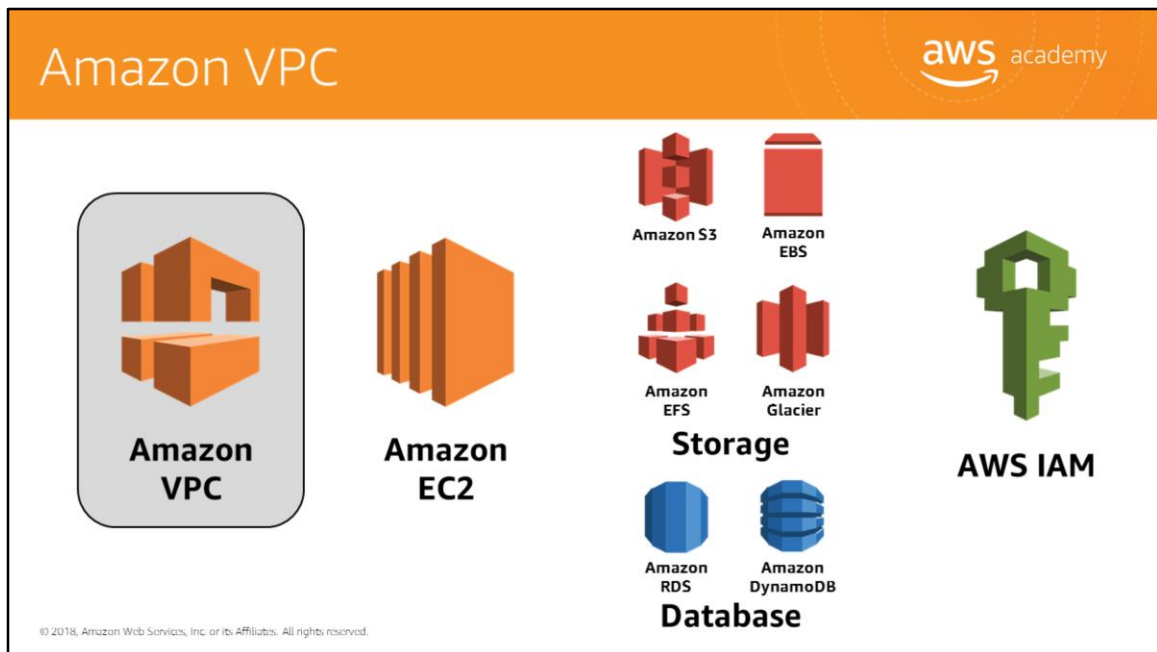 Amazon VPC
aws academy
Amazon
VPC
Amazon
EC2
Amazon S3
Amazon
EBS
Amazon
EFS
Amazon
Glacier
Storage
Amazon
RDS
Amazon
DynamoDB
Database
AWS IAM
© 2018, Amazon Web Services, Inc. or its Affiliates. All rights reserved.